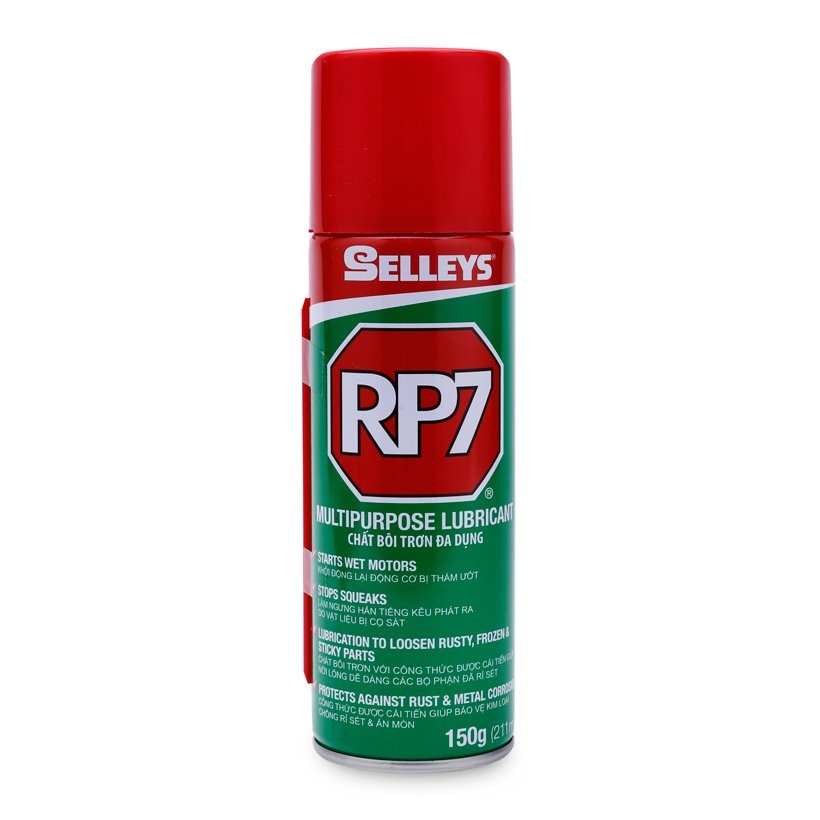 SELLEYS®
RP7®
MULTIPURPOSE LUBRICANT
CHẤT BÔI TRƠN ĐA DỤNG
STARTS WET MOTORS
KHỞI ĐỘNG LẠI ĐỘNG CƠ BỊ THẤM ƯỚT
STOPS SQUEAKS
LÀM NGƯNG HẲN TIẾNG KÊU PHÁT RA
DO VẬT LIỆU BỊ CỌ SÁT
LUBRICATION TO LOOSEN RUSTY, FROZEN &
STICKY PARTS
CHẤT BÔI TRƠN VỚI CÔNG THỨC ĐƯỢC CẢI TIẾN
NỚI LỎNG DỄ DÀNG CÁC BỘ PHẬN ĐÃ RỈ SÉT
PROTECTS AGAINST RUST & METAL
CÔNG THỨC ĐƯỢC CẢI TIẾN GIÚP BẢO VỆ KIM LOẠI
CHỐNG RỈ SÉT & ĂN MÒN
150g (211m